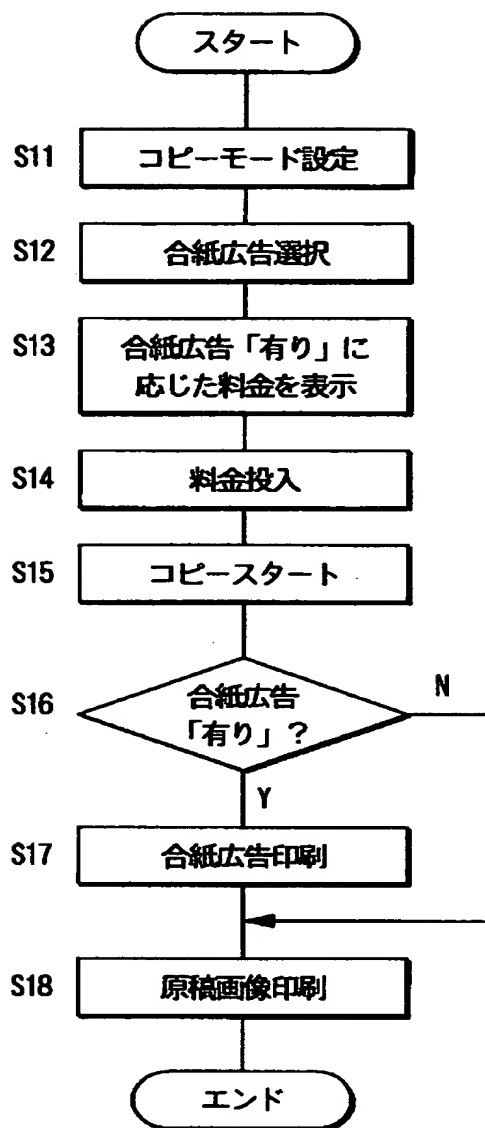 スタート
S11
コピーモード設定
S12
合紙広告選択
S13
合紙広告「有り」に
応じた料金を表示
S14
料金投入
S15
コピースタート
S16
合紙広告
「有り」？
N
Y
S17
合紙広告印刷
S18
原稿画像印刷
エンド